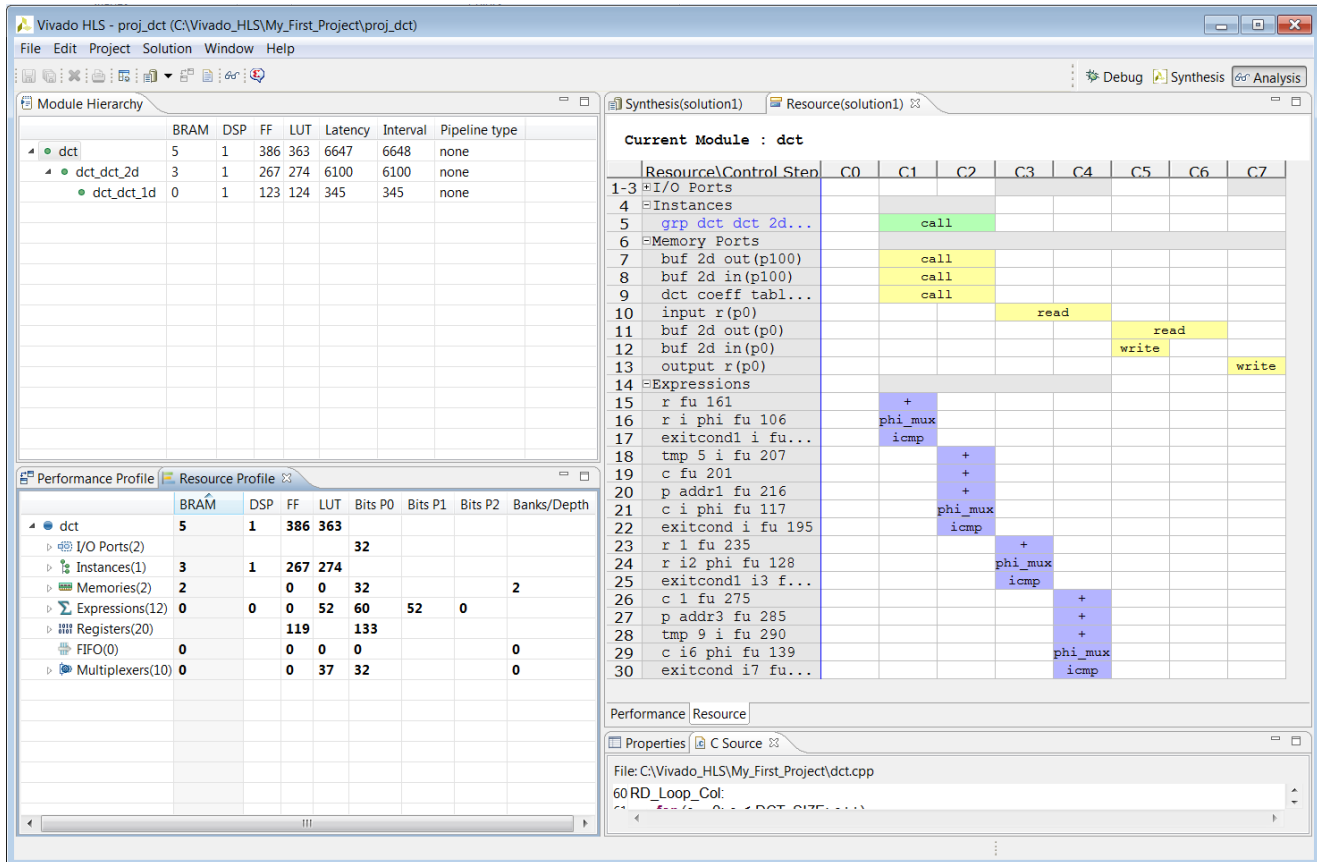 Vivado HLS - proj_dct (C:\Vivado_HLS\My_First_Project\proj_dct)
File Edit Project Solution Window Help
Debug Synthesis Analysis
Module Hierarchy
BRAM DSP FF LUT Latency Interval Pipeline type
dct 5 1 386 363 6647 6648 none
dct_dct_2d 3 1 267 274 6100 6100 none
dct_dct_1d 0 1 123 124 345 345 none
Performance Profile Resource Profile
BRAM DSP FF LUT Bits P0 Bits P1 Bits P2 Banks/Depth
dct 5 1 386 363
I/O Ports(2) 32
Instances(1) 3 1 267 274
Memories(2) 2 0 0 32 2
Expressions(12) 0 0 0 52 60 52 0
Registers(20) 119 133
FIFO(0) 0 0 0 0 0
Multiplexers(10) 0 0 37 32 0
Synthesis(solution1) Resource(solution1)
Current Module : dct
Resource\Control Step C0 C1 C2 C3 C4 C5 C6 C7
1-3 I/O Ports
4 Instances
5 grp dct dct 2d... call
6 Memory Ports
7 buf 2d out(p100) call
8 buf 2d in(p100) call
9 dct coeff tabl... call
10 input r(p0) read
11 buf 2d out(p0) read
12 buf 2d in(p0) write
13 output r(p0) write
14 Expressions
15 r fu 161 +
16 r i phi fu 106 phi_mux
17 exitcond1 i fu... icmp
18 tmp 5 i fu 207 +
19 c fu 201 +
20 p addr1 fu 216 +
21 c i phi fu 117 phi_mux
22 exitcond i fu 195 icmp
23 r 1 fu 235 +
24 r i2 phi fu 128 phi_mux
25 exitcond1 i3 f... icmp
26 c 1 fu 275 +
27 p addr3 fu 285 +
28 tmp 9 i fu 290 +
29 c i6 phi fu 139 phi_mux
30 exitcond i7 fu... icmp
Performance Resource
Properties C Source
File: C:\Vivado_HLS\My_First_Project\dct.cpp
60 RD_Loop_Col: